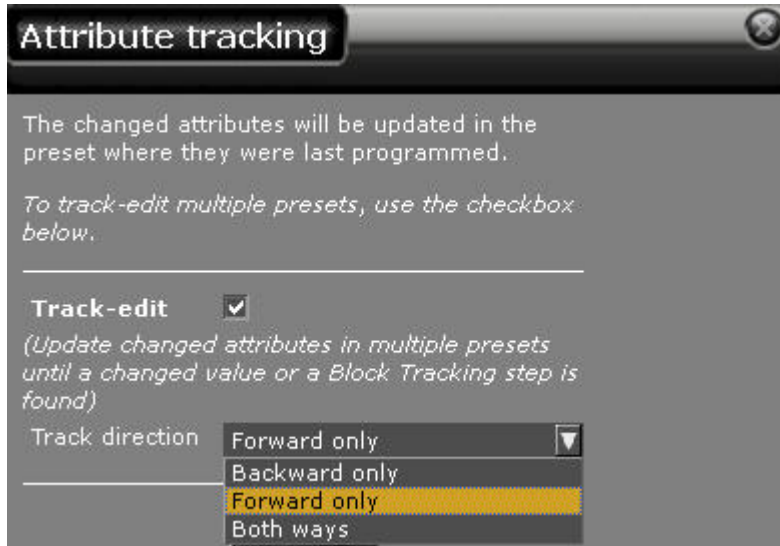 Attribute tracking
The changed attributes will be updated in the
preset where they were last programmed.
To track-edit multiple presets, use the checkbox
below.
Track-edit
(Update changed attributes in multiple presets
until a changed value or a Block Tracking step is
found)
Track direction Forward only
Backward only
Forward only
Both ways